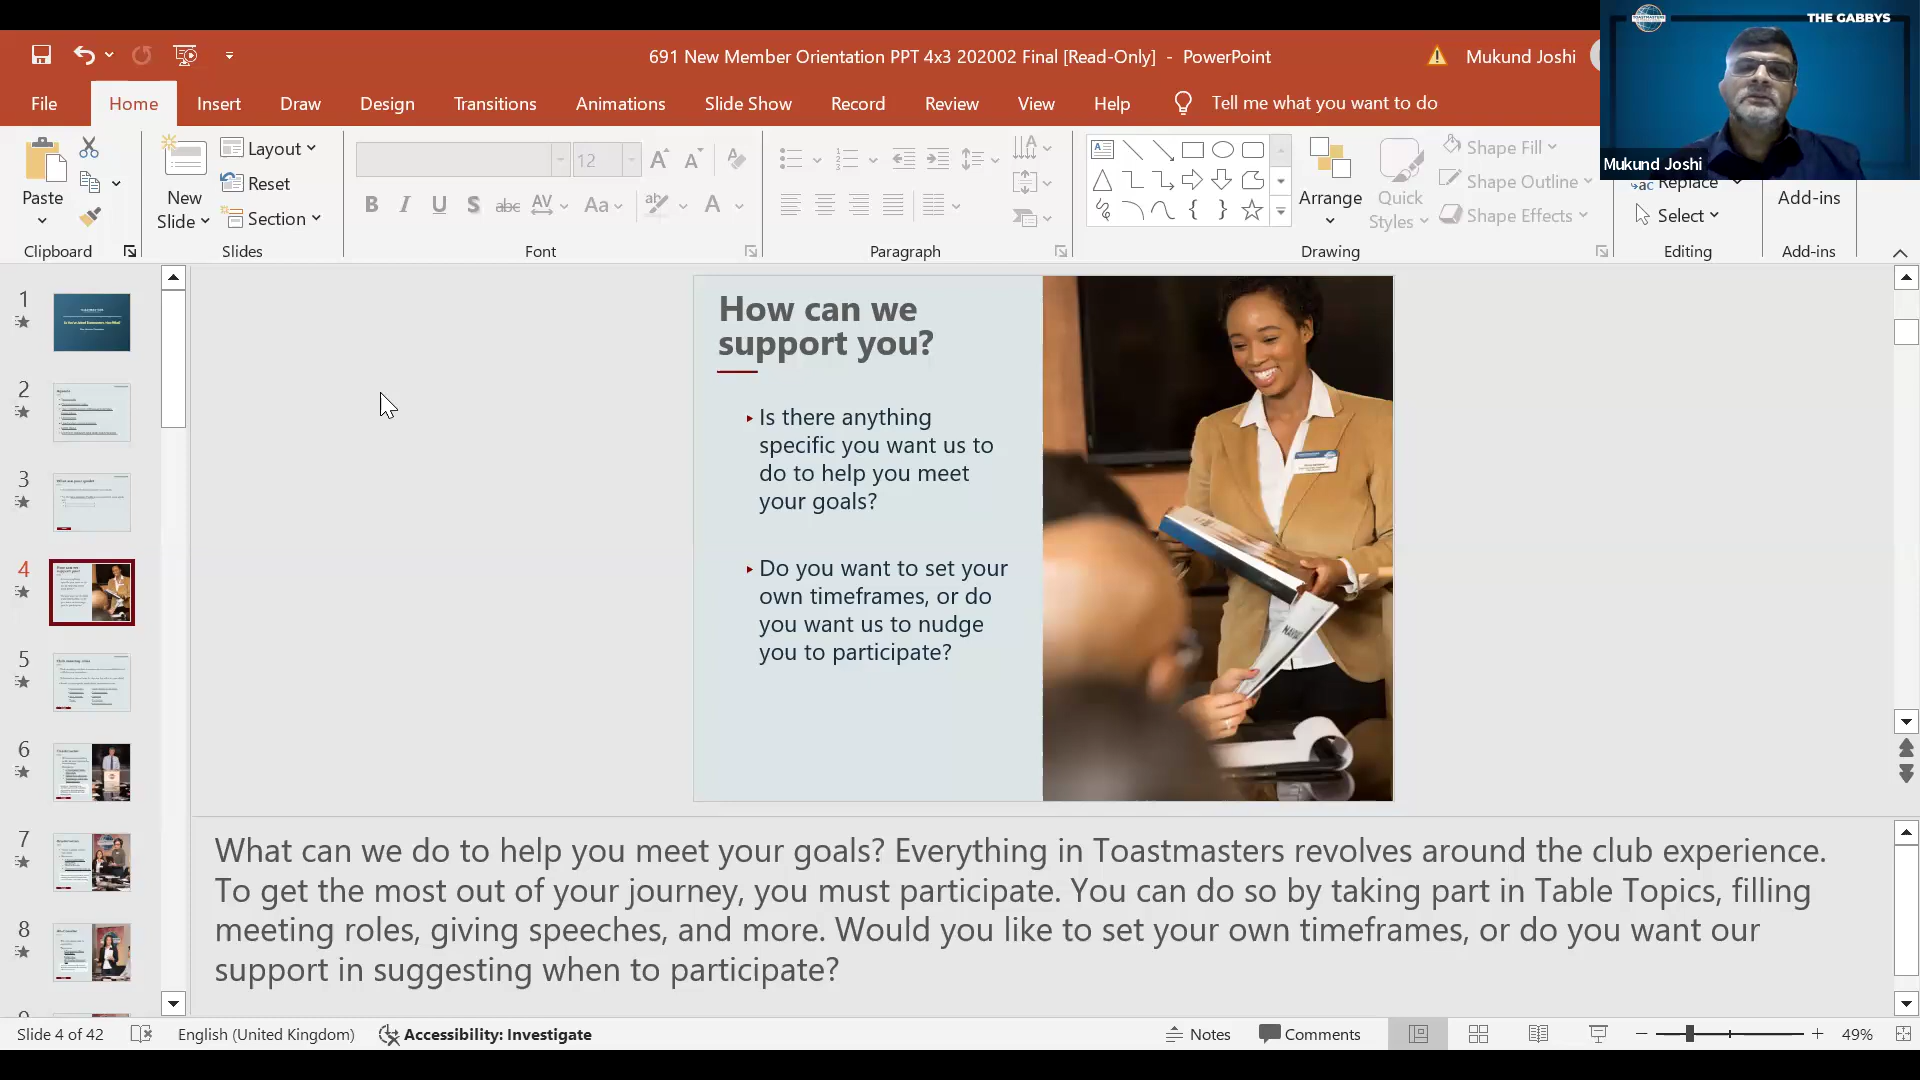 THE GABBYS
TOASTMASTERS
691 New Member Orientation PPT 4x3 202002 Final [Read-Only] - PowerPoint
Mukund Joshi
File Home Insert Draw Design Transitions Animations Slide Show Record Review View Help Tell me what you want to do
Mukund Joshi
Paste
New Slide
Layout
Reset
Section
12
B I U S abc AV Aa A
Arrange
Quick Styles
Shape Fill
Shape Outline
Shape Effects
Replace
Select
Add-ins
Clipboard Slides Font Paragraph Drawing Editing Add-ins
1
2
3
4
5
6
7
8
How can we
support you?
Is there anything
specific you want us to
do to help you meet
your goals?
Do you want to set your
own timeframes, or do
you want us to nudge
you to participate?
What can we do to help you meet your goals? Everything in Toastmasters revolves around the club experience.
To get the most out of your journey, you must participate. You can do so by taking part in Table Topics, filling
meeting roles, giving speeches, and more. Would you like to set your own timeframes, or do you want our
support in suggesting when to participate?
Slide 4 of 42 English (United Kingdom) Accessibility: Investigate Notes Comments 49%